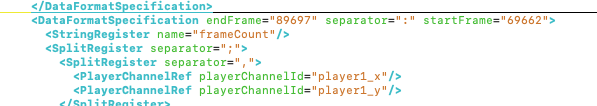 </DataFormatSpecification>
<DataFormatSpecification endFrame="89697" separator=":" startFrame="69662">
<StringRegister name="frameCount"/>
<SplitRegister separator=";">
<SplitRegister separator=",">
<PlayerChannelRef playerChannelId="player1_x"/>
<PlayerChannelRef playerChannelId="player1_y"/>
</SplitRegister>